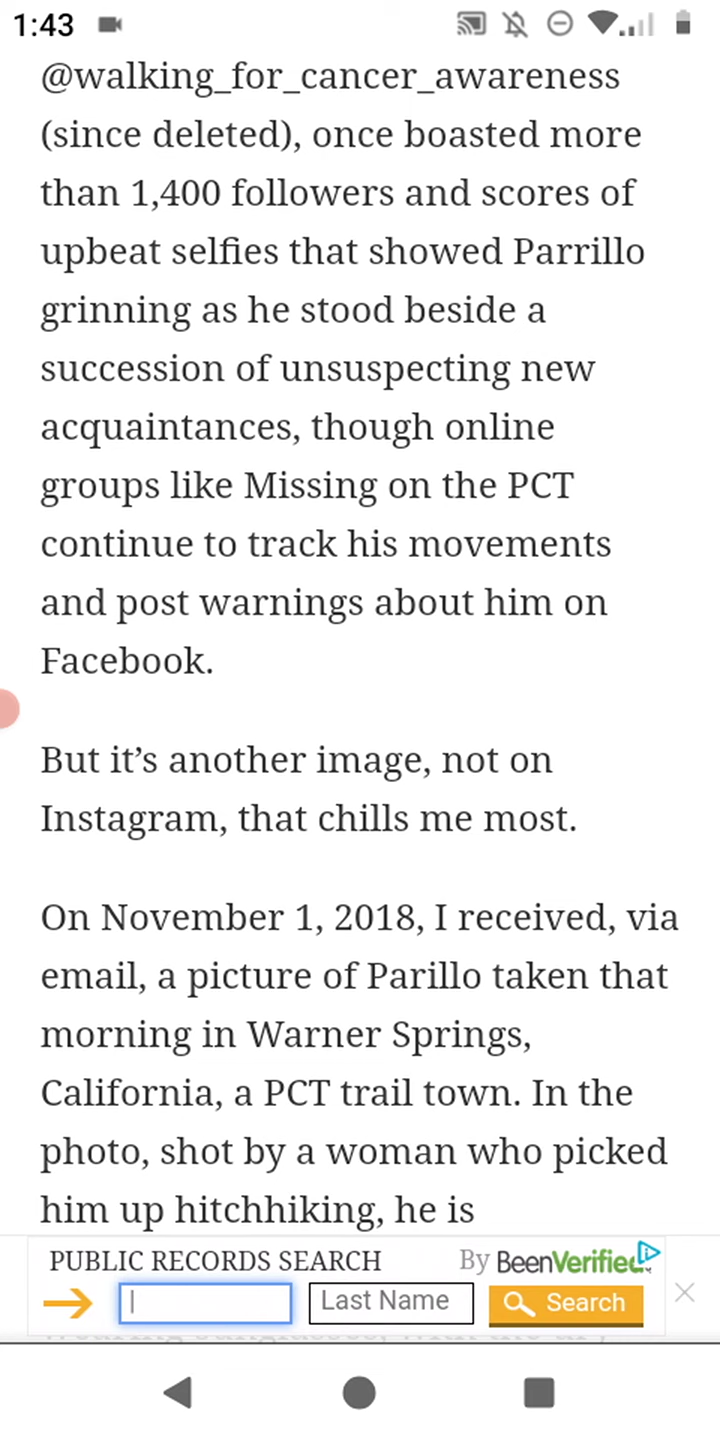 1:43
@walking_for_cancer_awareness
(since deleted), once boasted more
than 1,400 followers and scores of
upbeat selfies that showed Parrillo
grinning as he stood beside a
succession of unsuspecting new
acquaintances, though online
groups like Missing on the PCT
continue to track his movements
and post warnings about him on
Facebook.
But it’s another image, not on
Instagram, that chills me most.
On November 1, 2018, I received, via
email, a picture of Parillo taken that
morning in Warner Springs,
California, a PCT trail town. In the
photo, shot by a woman who picked
him up hitchhiking, he is
PUBLIC RECORDS SEARCH By BeenVerified
Last Name Search